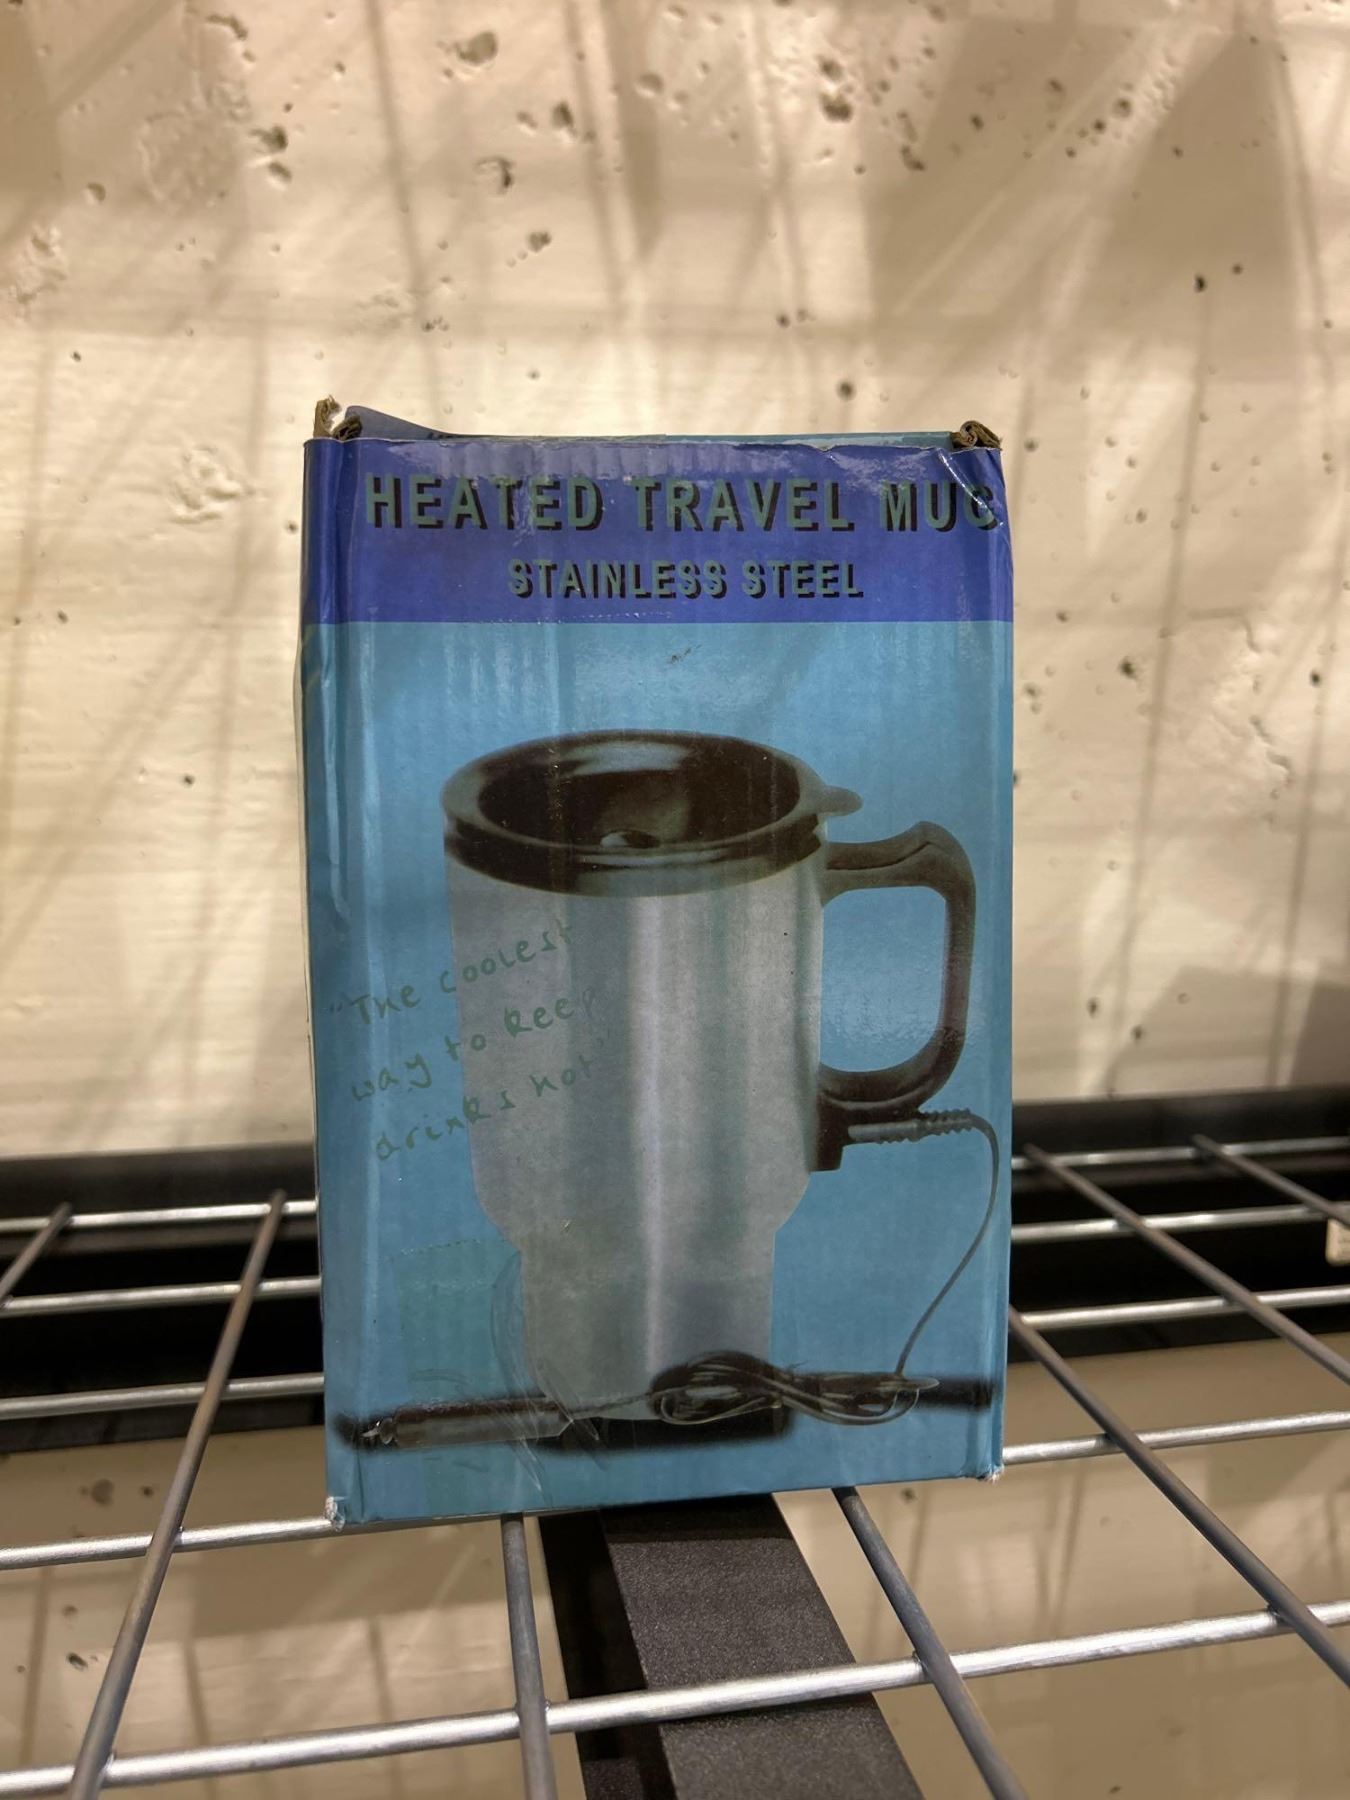 HEATED TRAVEL MUG
STAINLESS STEEL
"The coolest
way to keep
drinks hot"